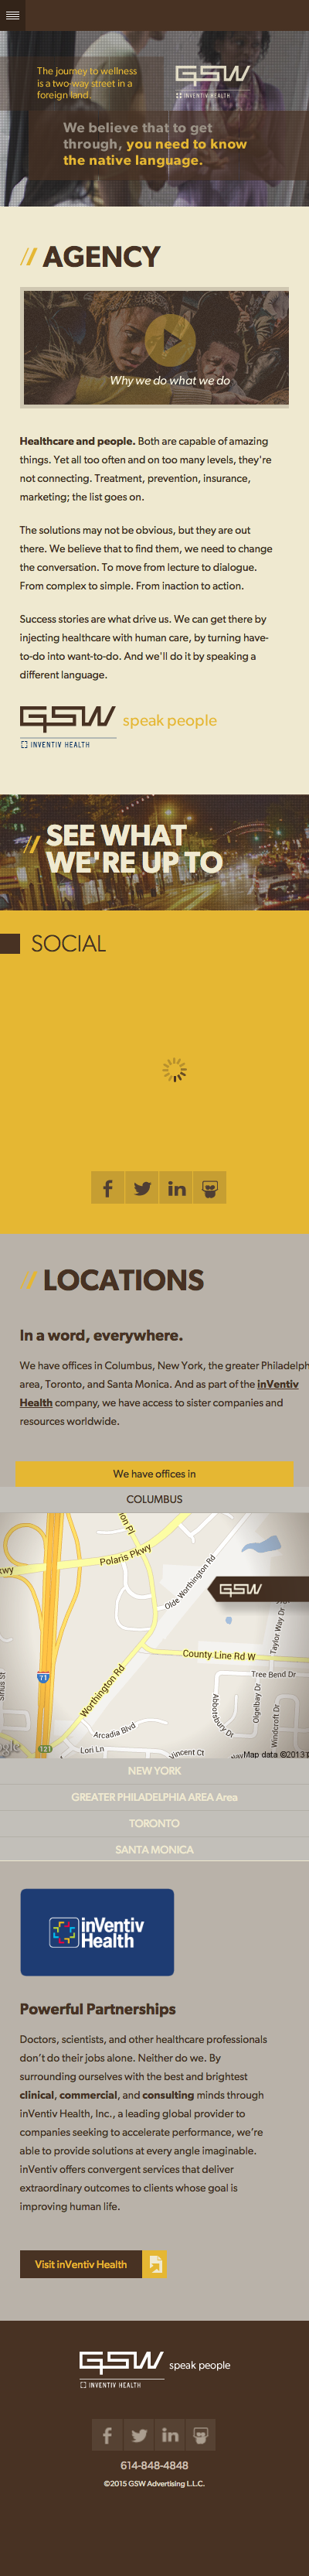 The journey to wellness
is a two-way street in a
foreign land.
GSW
INVENTIV HEALTH
We believe that to get
through, you need to know
the native language.
// AGENCY
Why we do what we do
Healthcare and people. Both are capable of amazing
things. Yet all too often and on too many levels, they're
not connecting. Treatment, prevention, insurance,
marketing; the list goes on.
The solutions may not be obvious, but they are out
there. We believe that to find them, we need to change
the conversation. To move from lecture to dialogue.
From complex to simple. From inaction to action.
Success stories are what drive us. We can get there by
injecting healthcare with human care, by turning have-
to-do into want-to-do. And we'll do it by speaking a
different language.
GSW speak people
INVENTIV HEALTH
// SEE WHAT
WE'RE UP TO
SOCIAL
f in
// LOCATIONS
In a word, everywhere.
We have offices in Columbus, New York, the greater Philadelph
area, Toronto, and Santa Monica. And as part of the inVentiv
Health company, we have access to sister companies and
resources worldwide.
We have offices in
COLUMBUS
on Pl
kwy
Polaris Pkwy
Olde Worthington Rd
GSW
Taylor Way Dr
County Line Rd W
Tree Bend Dr
71
Sirius St
Worthington Rd
Abbotsbury Dr
Olgelbay Dr
Windcroft Dr
Arcadia Blvd
Lori Ln
vincent Ct
121
ogle
Map data ©2013
NEW YORK
GREATER PHILADELPHIA AREA Area
TORONTO
SANTA MONICA
inVentiv
Health
Powerful Partnerships
Doctors, scientists, and other healthcare professionals
don't do their jobs alone. Neither do we. By
surrounding ourselves with the best and brightest
clinical, commercial, and consulting minds through
inVentiv Health, Inc., a leading global provider to
companies seeking to accelerate performance, we're
able to provide solutions at every angle imaginable.
inVentiv offers convergent services that deliver
extraordinary outcomes to clients whose goal is
improving human life.
Visit inVentiv Health
GSW speak people
INVENTIV HEALTH
f in
614-848-4848
©2015 GSW Advertising L.L.C.